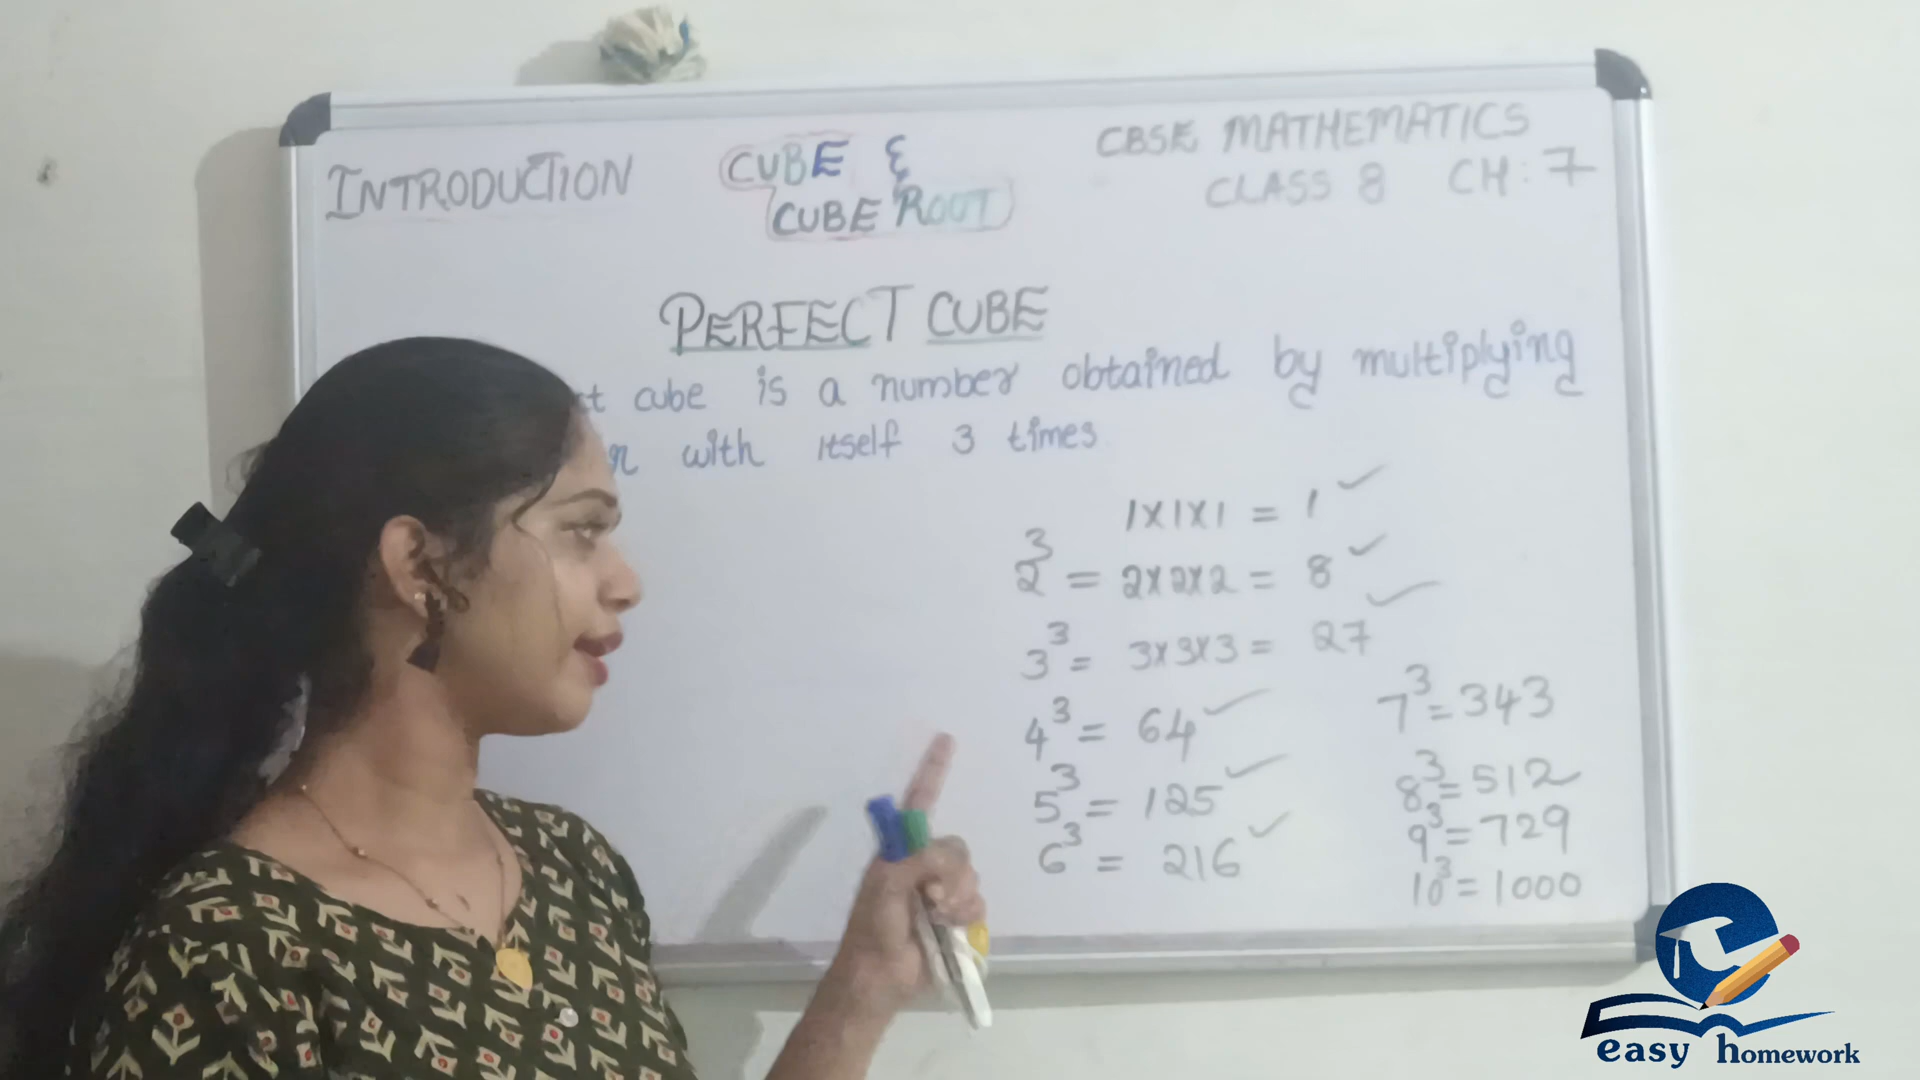 INTRODUCTION
CUBE &
CUBE ROOT
CBSE MATHEMATICS
CLASS 8 CH: 7
PERFECT CUBE
cube is a number obtained by multiplying
with itself 3 times
1x1x1 = 1 ✓
2³ = 2x2x2 = 8 ✓
3³ = 3x3x3 = 27 ✓
4³ = 64 ✓
5³ = 125 ✓
6³ = 216 ✓
7³ = 343
8³ = 512
9³ = 729
10³ = 1000
easy homework